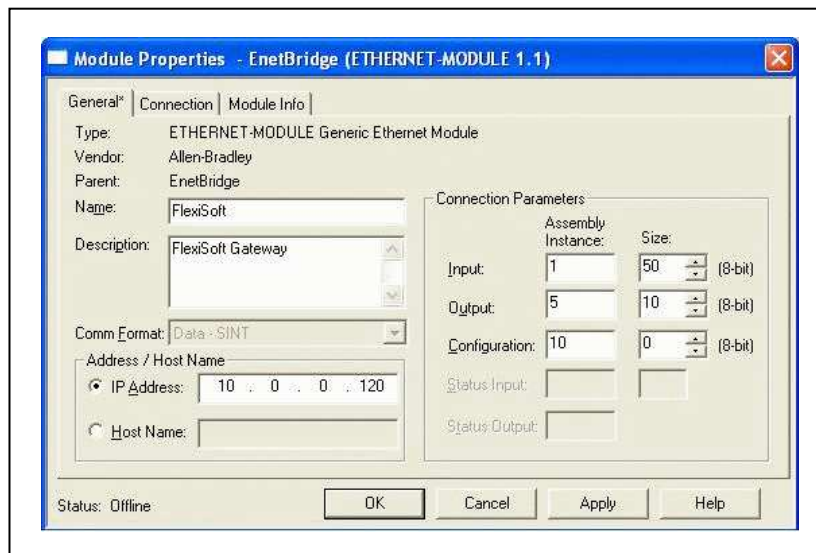 Module Properties - EnetBridge (ETHERNET-MODULE 1.1)
General* Connection Module Info
Type: ETHERNET-MODULE Generic Ethernet Module
Vendor: Allen-Bradley
Parent: EnetBridge
Name: FlexiSoft
Description: FlexiSoft Gateway
Comm Format: Data - SINT
Address / Host Name
IP Address: 10 . 0 . 0 . 120
Host Name:
Connection Parameters
Assembly Instance: Size:
Input: 1 50 (8-bit)
Output: 5 10 (8-bit)
Configuration: 10 0 (8-bit)
Status Input:
Status Output:
Status: Offline OK Cancel Apply Help